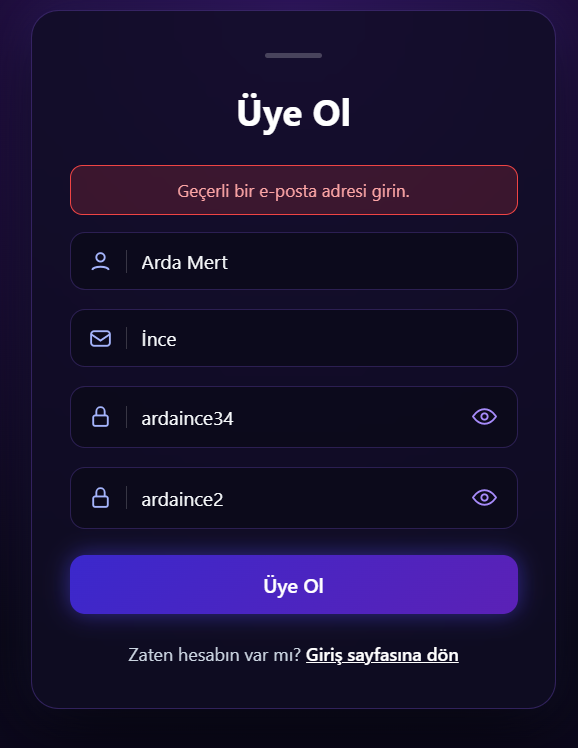 Üye Ol
Geçerli bir e-posta adresi girin.
Arda Mert
İnce
ardaince34
ardaince2
Üye Ol
Zaten hesabın var mı? Giriş sayfasına dön